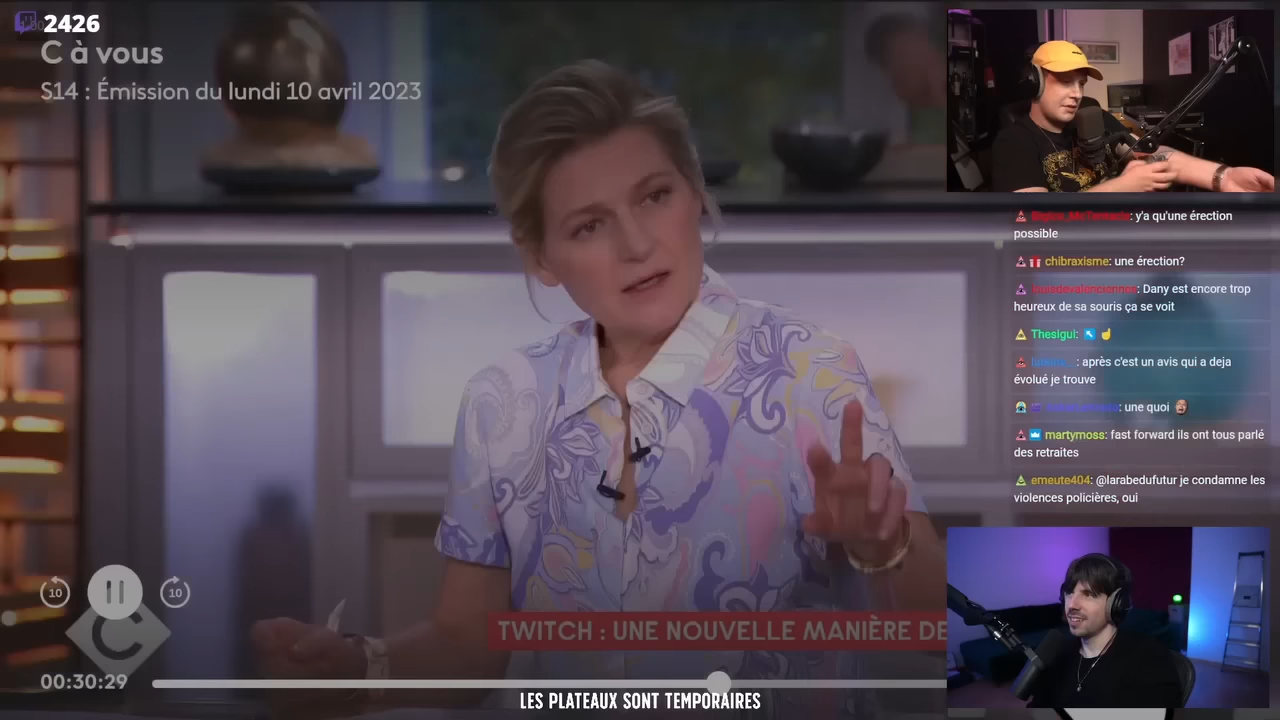 2426
C à vous
S14 : Émission du lundi 10 avril 2023
: y'a qu'une érection
possible
chibraxisme: une érection?
: Dany est encore trop
heureux de sa souris ça se voit
Thesigui:
: après c'est un avis qui a deja
évolué je trouve
: une quoi
martymoss: fast forward ils ont tous parlé
des retraites
emeute404: @larabedufutur je condamne les
violences policières, oui
10
10
C
TWITCH : UNE NOUVELLE MANIÈRE DE
00:30:29
LES PLATEAUX SONT TEMPORAIRES